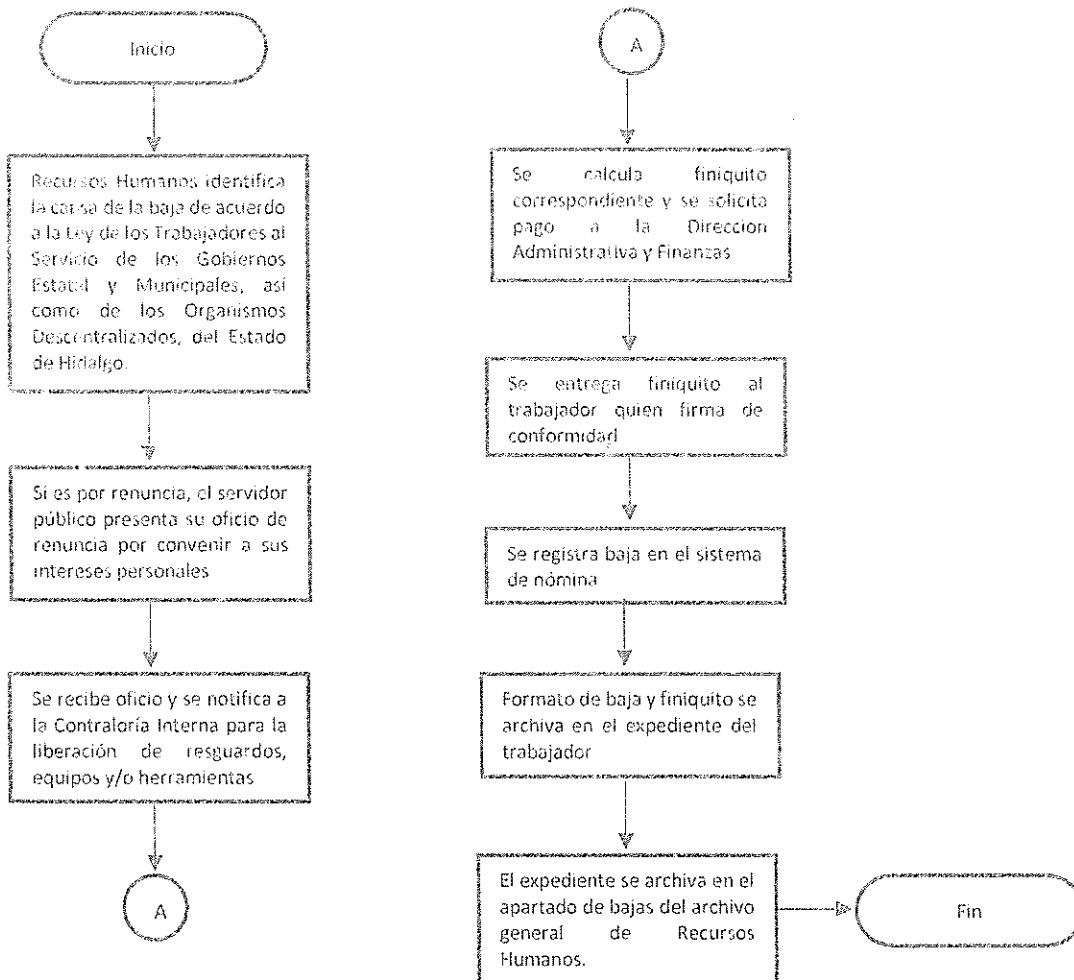 Inicio
Recursos Humanos identifica
la causa de la baja de acuerdo
a la Ley de los Trabajadores al
Servicio de los Gobiernos
Estatal y Municipales, así
como de los Organismos
Descentralizados, del Estado
de Hidalgo.
Si es por renuncia, el servidor
público presenta su oficio de
renuncia por convenir a sus
intereses personales
Se recibe oficio y se notifica a
la Contraloría Interna para la
liberación de resguardos,
equipos y/o herramientas
A
A
Se calcula finiquito
correspondiente y se solicita
pago a la Direccion
Administrativa y Finanzas
Se entrega finiquito al
trabajador quien firma de
conformidad
Se registra baja en el sistema
de nómina
Formato de baja y finiquito se
archiva en el expediente del
trabajador
El expediente se archiva en el
apartado de bajas del archivo
general de Recursos
Humanos.
Fin